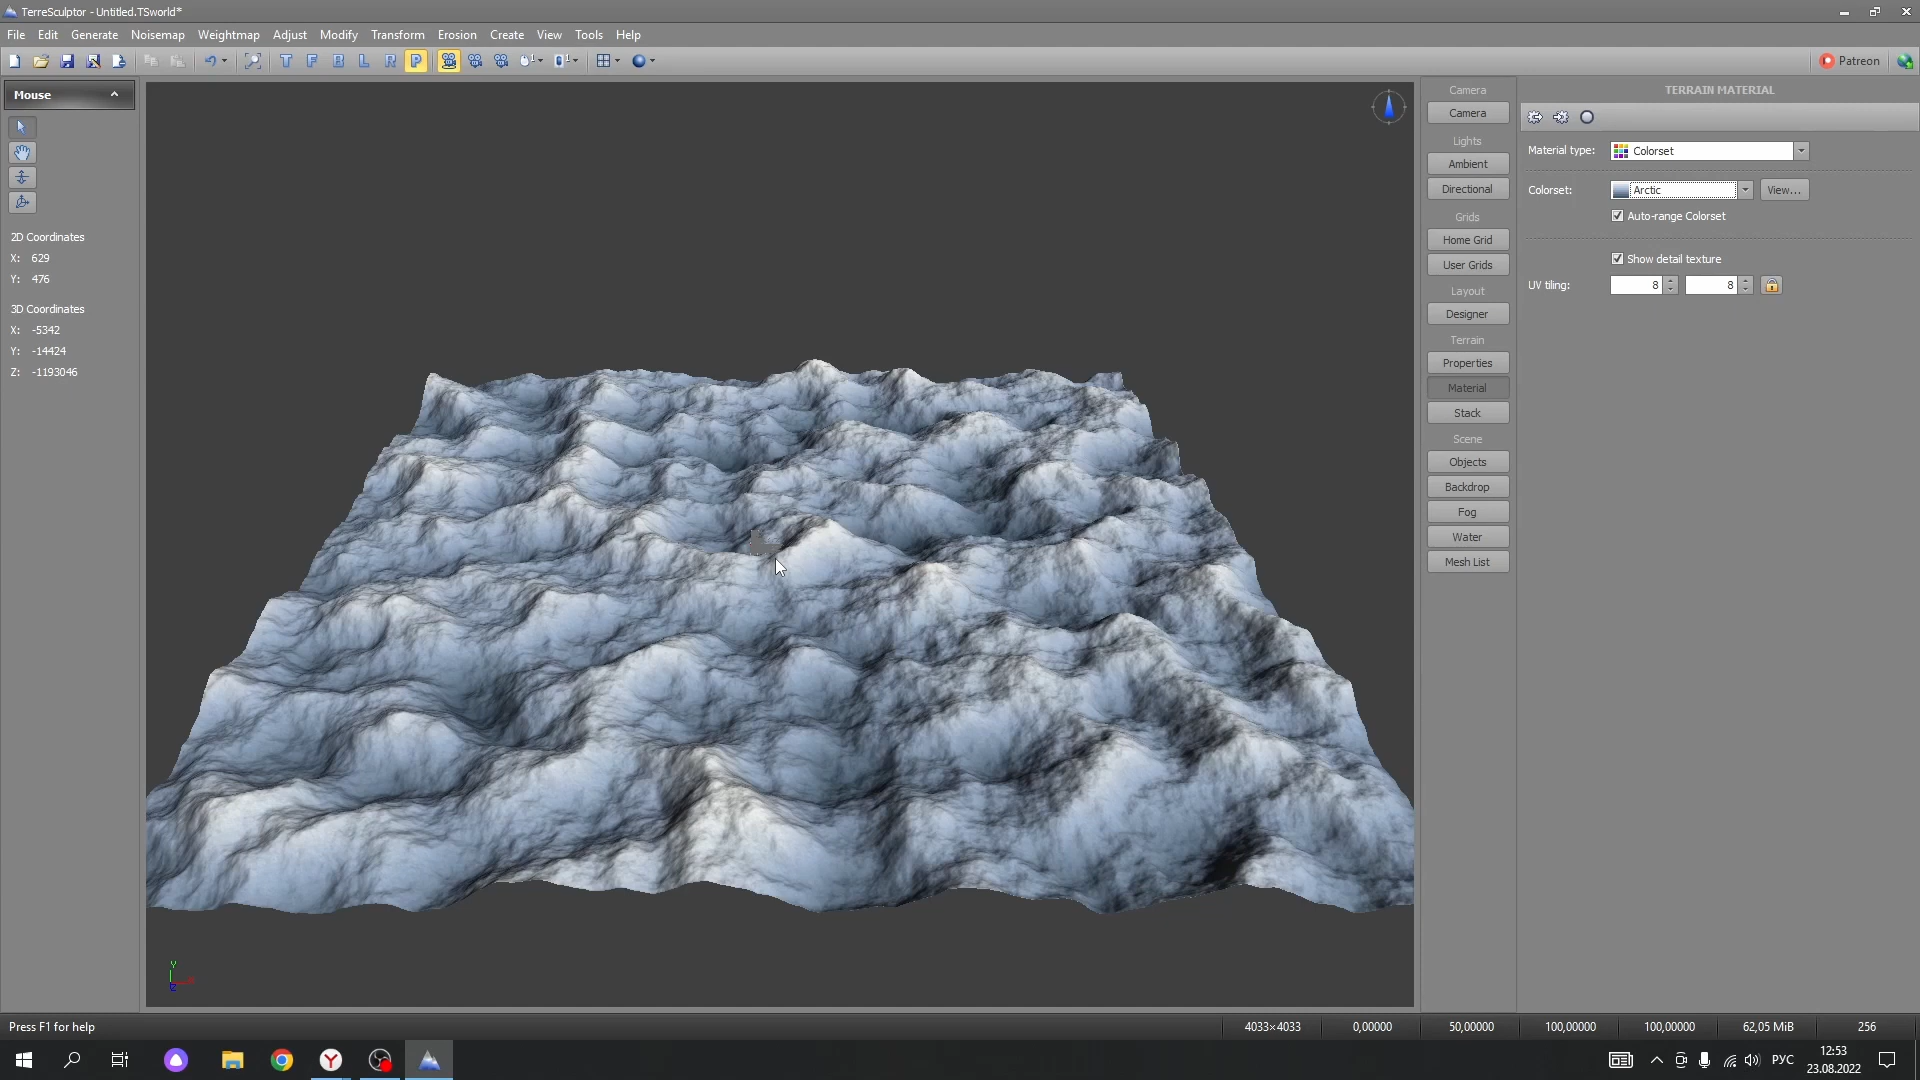 TerreSculptor - Untitled.TSworld*
File Edit Generate Noisemap Weightmap Adjust Modify Transform Erosion Create View Tools Help
T F B L R P
Patreon
Mouse
2D Coordinates
X: 629
Y: 476
3D Coordinates
X: -5342
Y: -14424
Z: -1193046
Camera
Camera
Lights
Ambient
Directional
Grids
Home Grid
User Grids
Layout
Designer
Terrain
Properties
Material
Stack
Scene
Objects
Backdrop
Fog
Water
Mesh List
TERRAIN MATERIAL
Material type: Colorset
Colorset: Arctic View...
Auto-range Colorset
Show detail texture
UV tiling: 8 8
Y
Z
Press F1 for help 4033×4033 0,00000 50,00000 100,00000 100,00000 62,05 MiB 256
РУС 12:53
23.08.2022